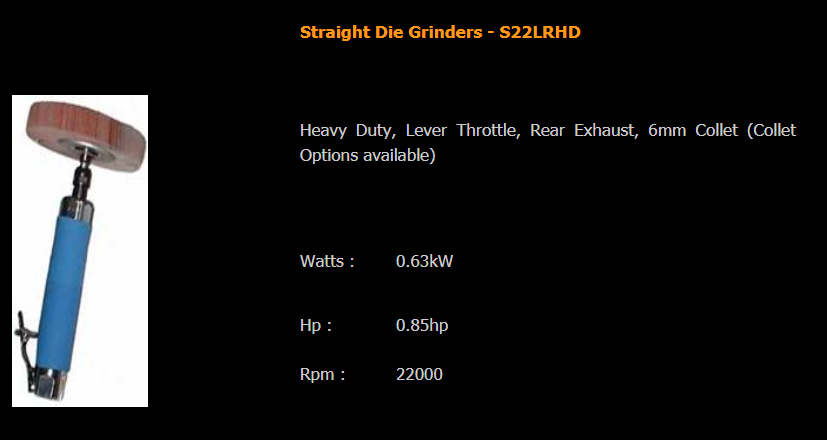 Straight Die Grinders - S22LRHD
Heavy Duty, Lever Throttle, Rear Exhaust, 6mm Collet (Collet
Options available)
Watts : 0.63kW
Hp : 0.85hp
Rpm : 22000